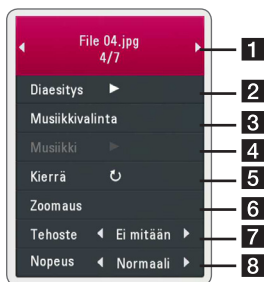 File 04.jpg
4/7
1
Diaesitys
2
Musiikkivalinta
3
Musiikki
4
Kierrä
5
Zoomaus
6
Tehoste Ei mitään
7
Nopeus Normaali
8